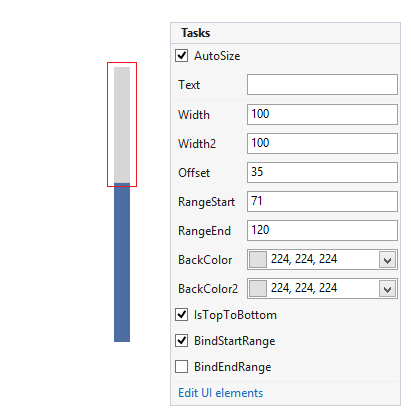 Tasks
AutoSize
Text
Width 100
Width2 100
Offset 35
RangeStart 71
RangeEnd 120
BackColor 224, 224, 224
BackColor2 224, 224, 224
IsTopToBottom
BindStartRange
BindEndRange
Edit UI elements